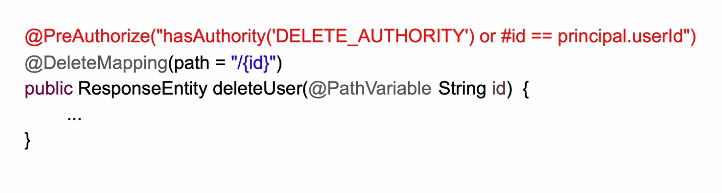 @PreAuthorize("hasAuthority('DELETE_AUTHORITY') or #id == principal.userId")
@DeleteMapping(path = "/{id}")
public ResponseEntity deleteUser(@PathVariable String id) {
...
}